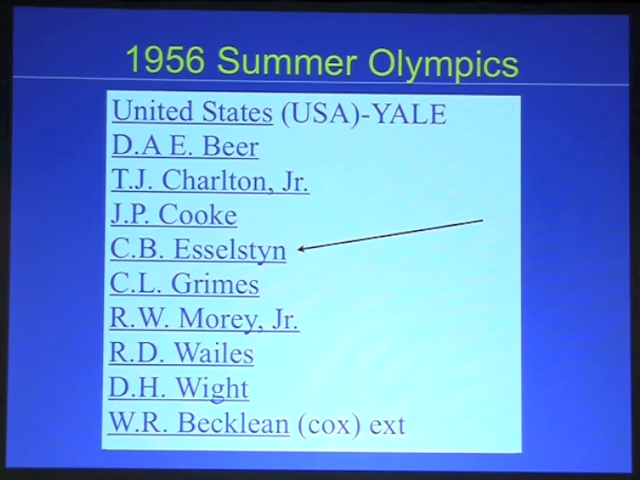 1956 Summer Olympics
United States (USA)-YALE
D.A E. Beer
T.J. Charlton, Jr.
J.P. Cooke
C.B. Esselstyn
C.L. Grimes
R.W. Morey, Jr.
R.D. Wailes
D.H. Wight
W.R. Becklean (cox) ext